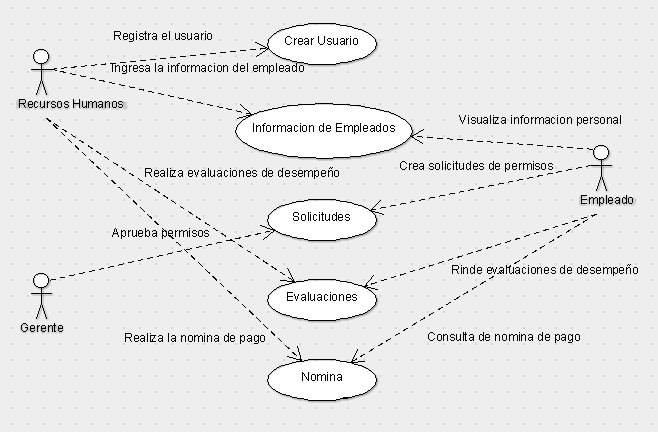 Registra el usuario
Crear Usuario
Ingresa la informacion del empleado
Recursos Humanos
Informacion de Empleados
Visualiza informacion personal
Realiza evaluaciones de desempeño
Crea solicitudes de permisos
Empleado
Solicitudes
Aprueba permisos
Rinde evaluaciones de desempeño
Evaluaciones
Gerente
Realiza la nomina de pago
Consulta de nomina de pago
Nomina